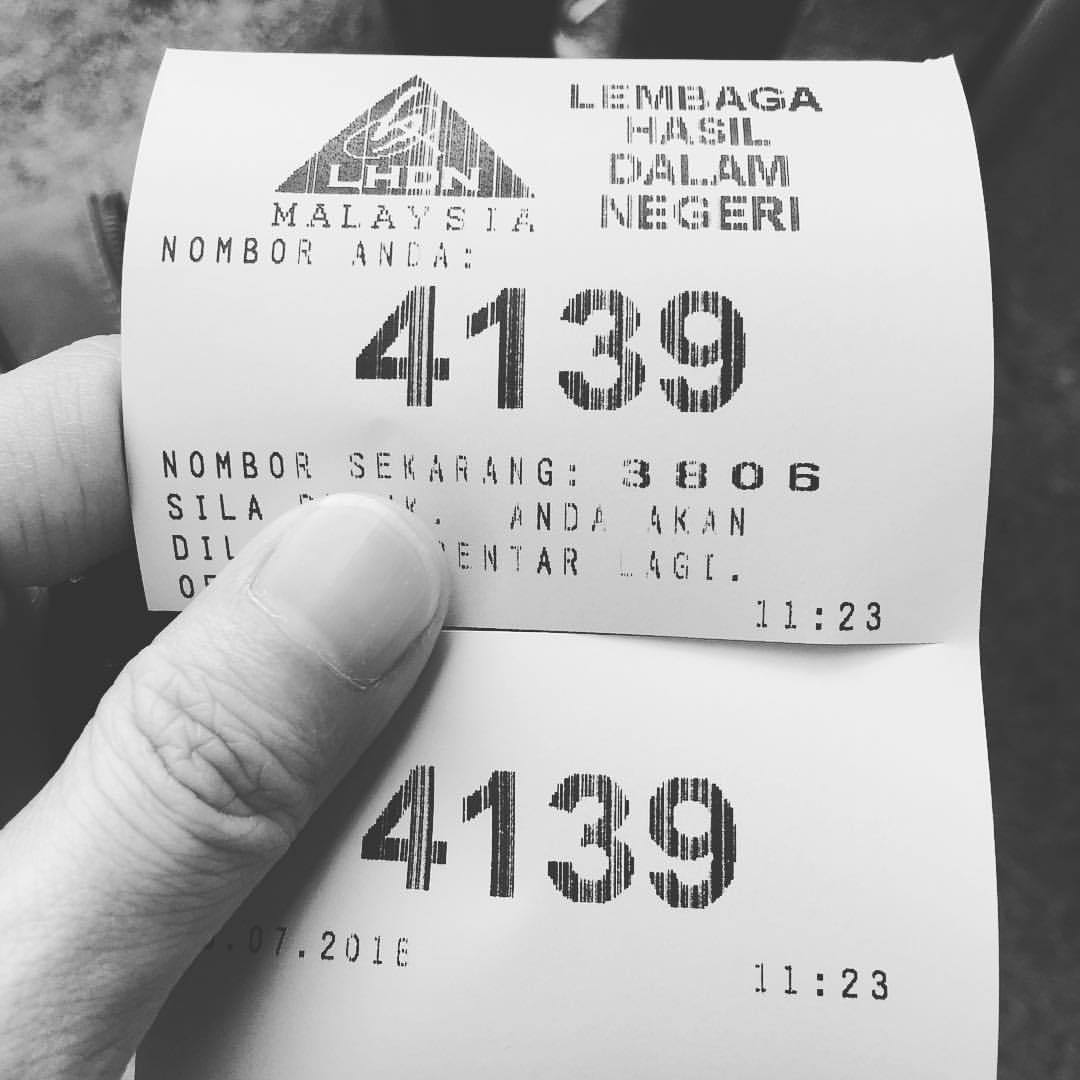 LHDN
MALAYSIA
LEMBAGA
HASIL
DALAM
NEGERI
NOMBOR ANDA:
4139
NOMBOR SEKARANG: 3806
SILA ANDA AKAN
LAGI.
11:23
4139
.07.2016
11:23